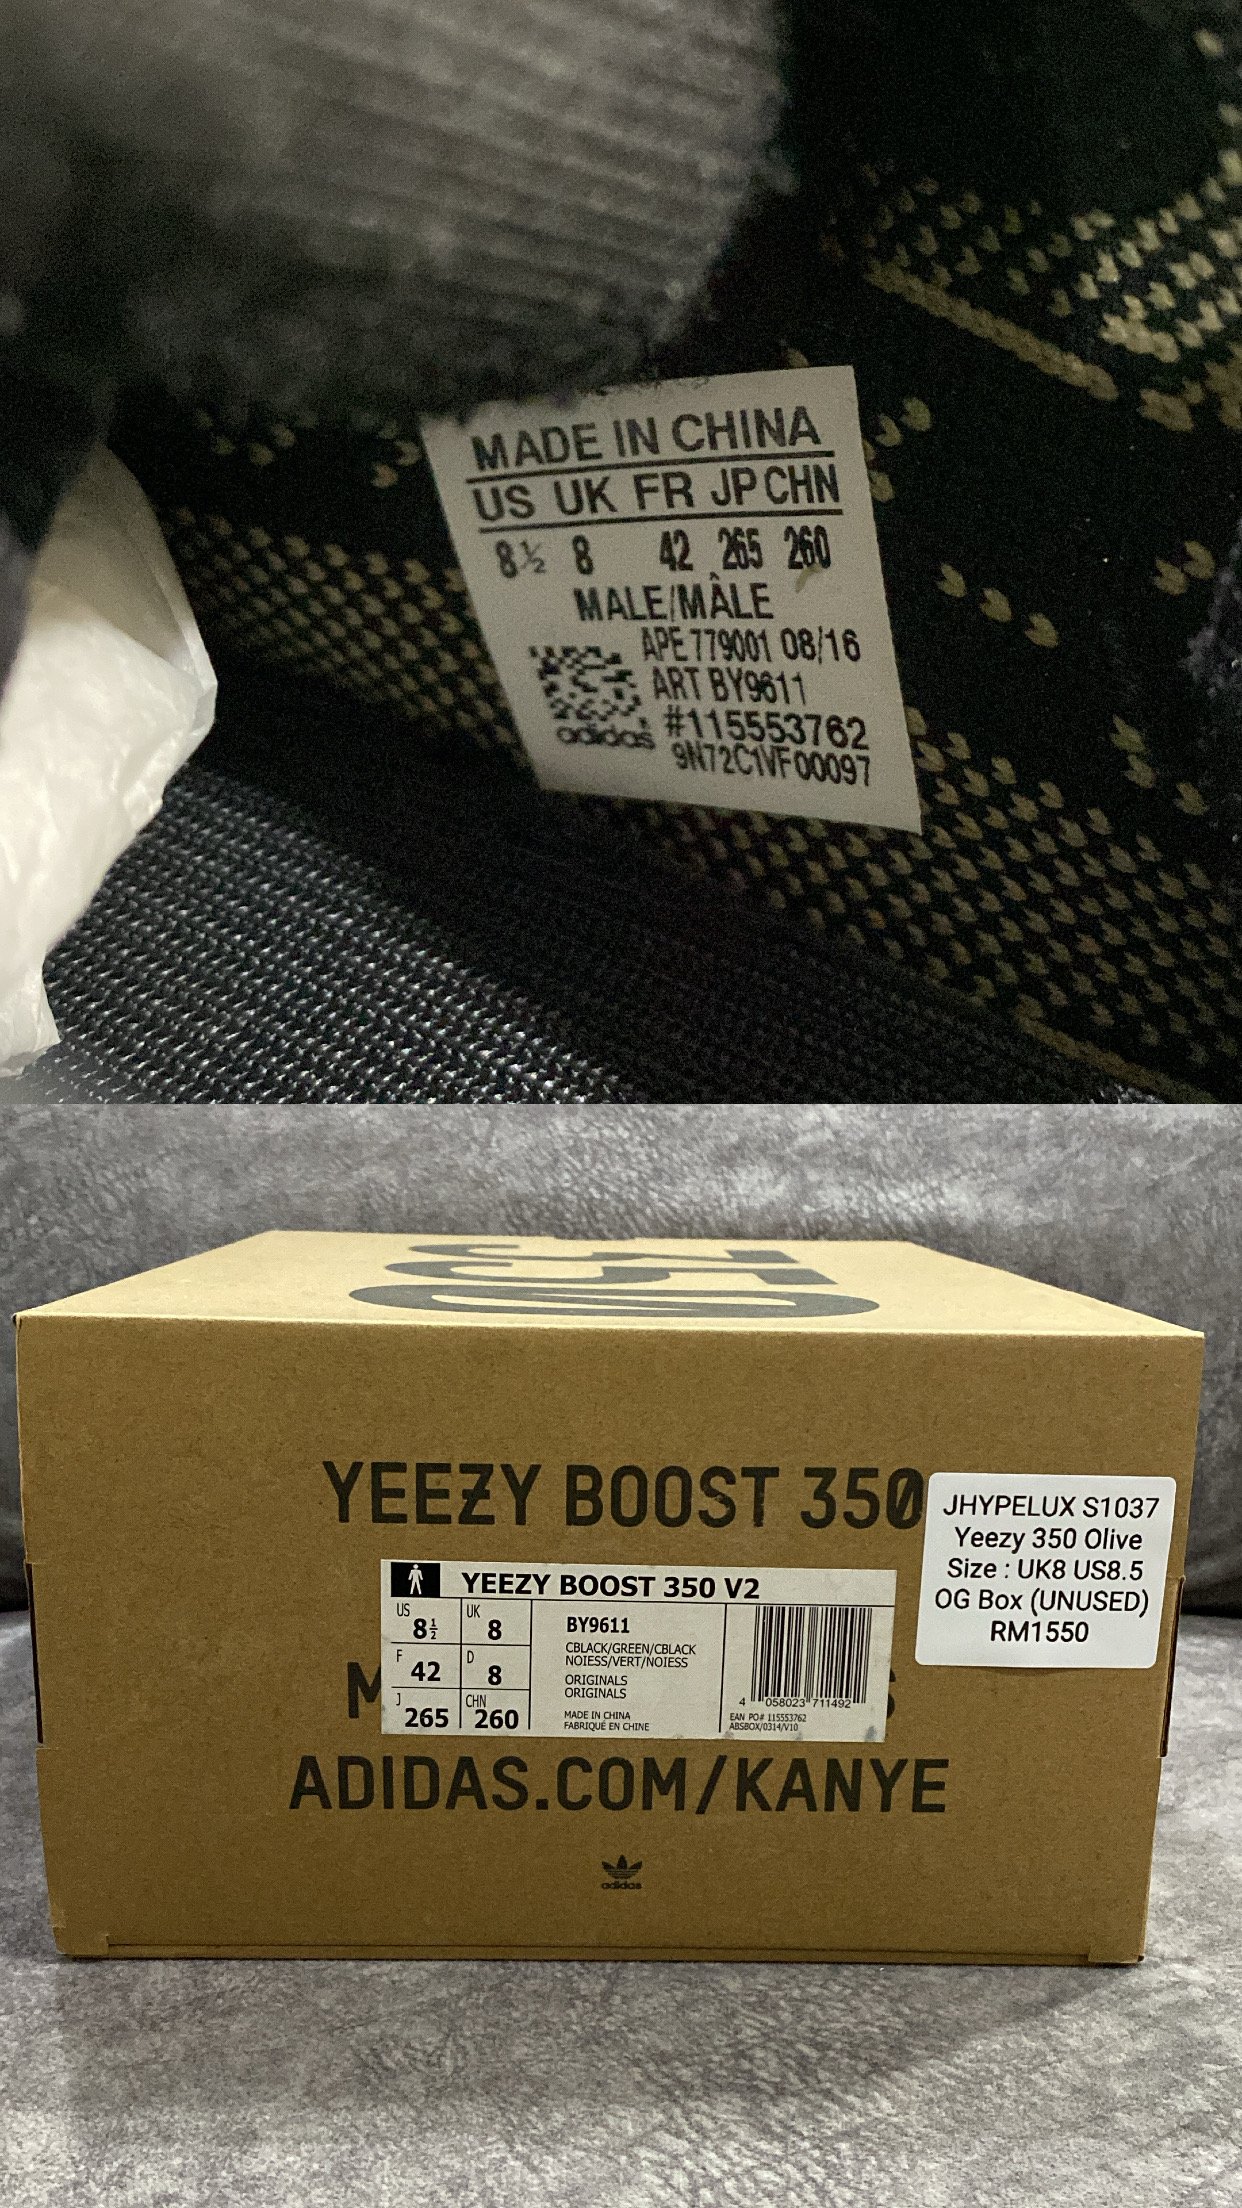 MADE IN CHINA
US UK FR JP CHN
8½ 8 42 265 260
MALE/MÂLE
APE 779001 08/16
ART BY9611
#115553762
adidas 9N72C1VF00097
350
YEEZY BOOST 350
YEEZY BOOST 350 V2
US 8½ UK 8
F 42 D 8
J 265 CHN 260
BY9611
CBLACK/GREEN/CBLACK
NOIESS/VERT/NOIESS
ORIGINALS
ORIGINALS
MADE IN CHINA
FABRIQUÉ EN CHINE
4 058023 711492
EAN PO# 115553762
ABSBOX/0314/V10
JHYPELUX S1037
Yeezy 350 Olive
Size : UK8 US8.5
OG Box (UNUSED)
RM1550
M S
ADIDAS.COM/KANYE
adidas